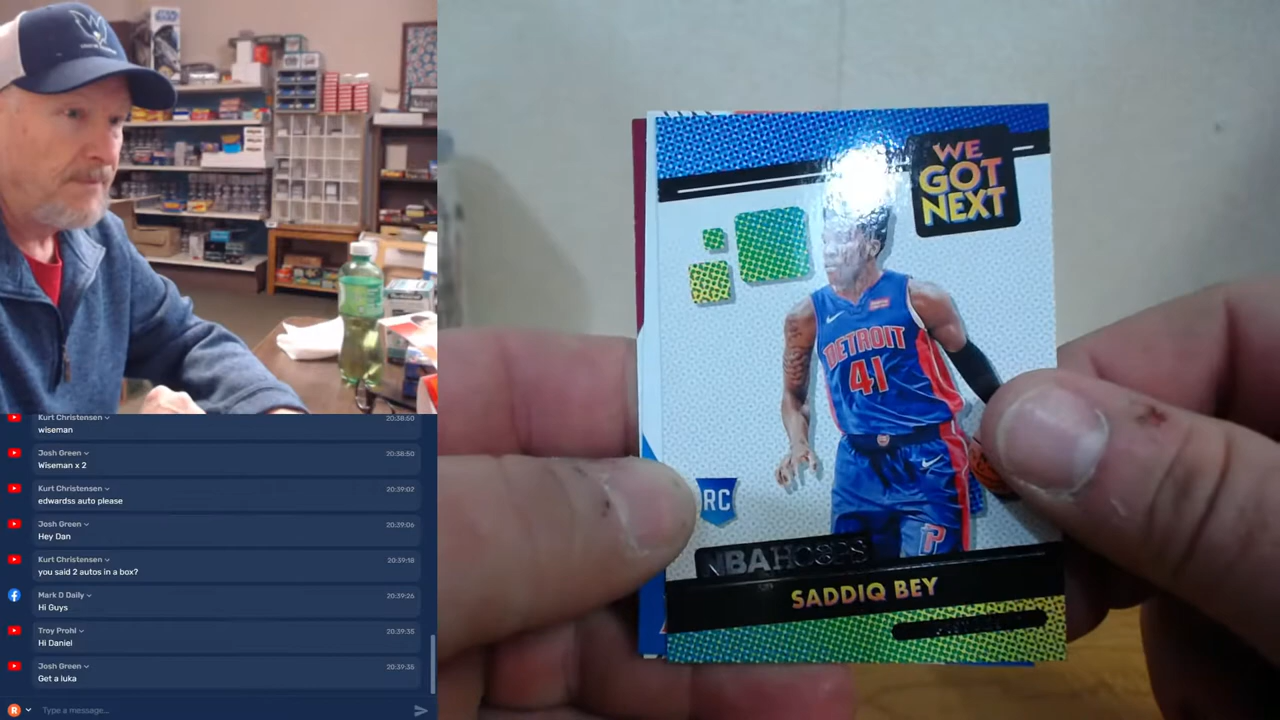 Kurt Christensen
20:38:50
wiseman
Josh Green
20:38:50
Wiseman x 2
Kurt Christensen
20:39:02
edwardss auto please
Josh Green
20:39:06
Hey Dan
Kurt Christensen
20:39:18
you said 2 autos in a box?
Mark D Daily
20:39:26
Hi Guys
Troy Prohl
20:39:35
Hi Daniel
Josh Green
20:39:35
Get a luka
R
Type a message...
WE
GOT
NEXT
DETROIT
41
P
RC
NBA HOOPS
SADDIQ BEY